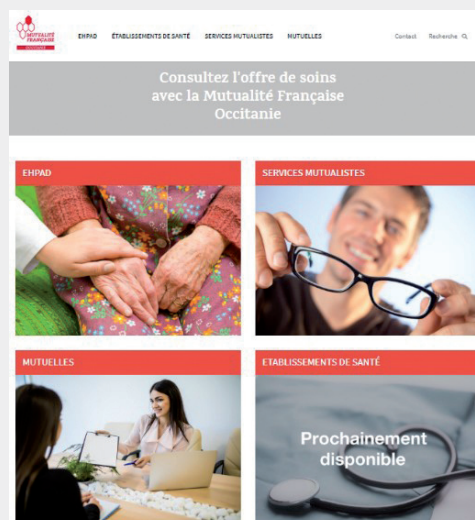 MUTUALITÉ
FRANÇAISE
OCCITANIE
EHPAD ÉTABLISSEMENTS DE SANTÉ SERVICES MUTUALISTES MUTUELLES Contact Recherche
Consultez l'offre de soins
avec la Mutualité Française
Occitanie
EHPAD
SERVICES MUTUALISTES
MUTUELLES
ETABLISSEMENTS DE SANTÉ
Prochainement
disponible